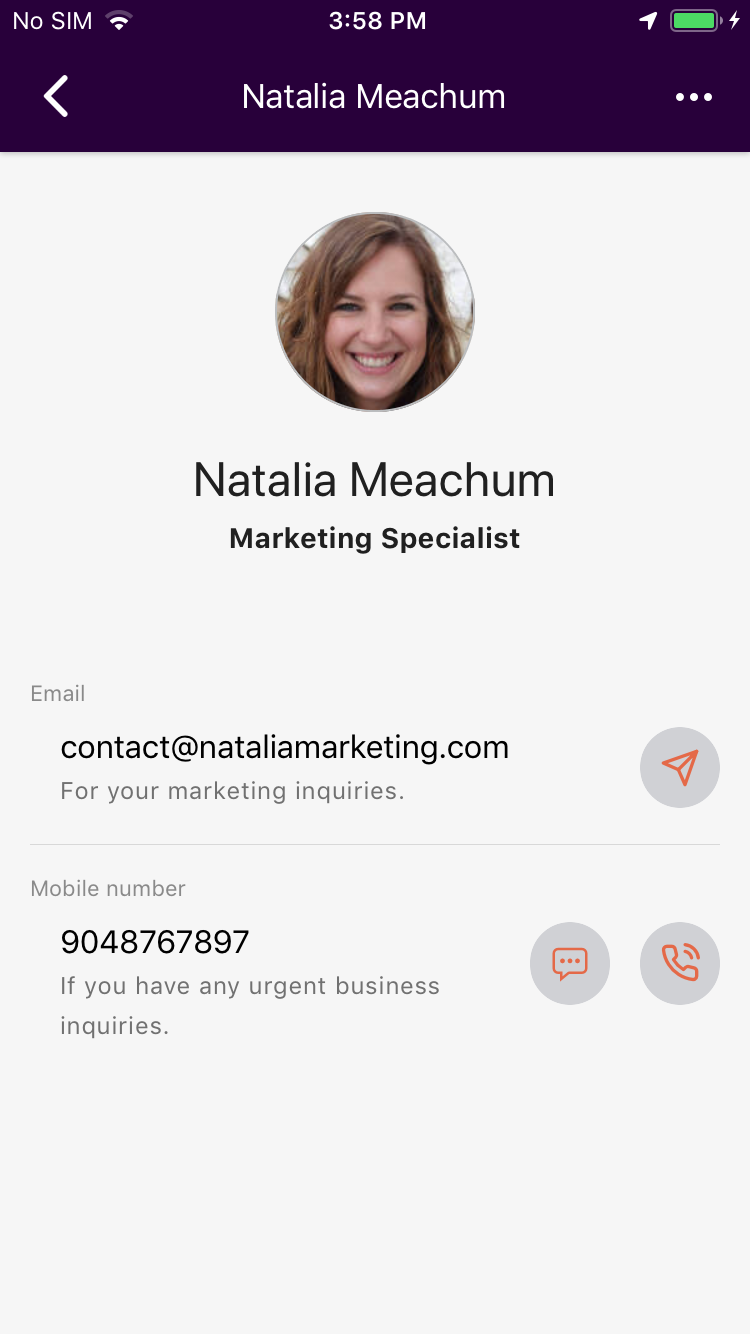 No SIM 3:58 PM
Natalia Meachum
Natalia Meachum
Marketing Specialist
Email
contact@nataliamarketing.com
For your marketing inquiries.
Mobile number
9048767897
If you have any urgent business
inquiries.